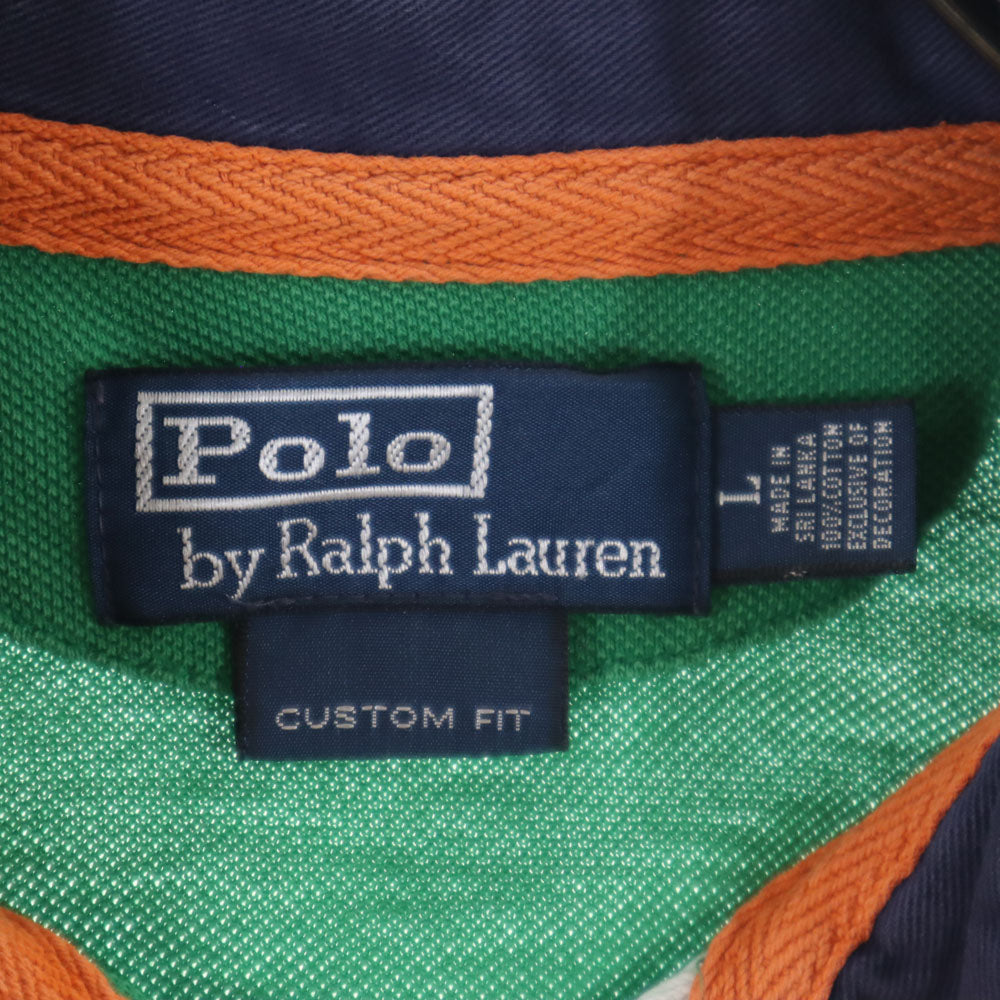 Polo
by Ralph Lauren
L
MADE IN
SRI LANKA
100% COTTON
EXCLUSIVE OF
DECORATION
CUSTOM FIT